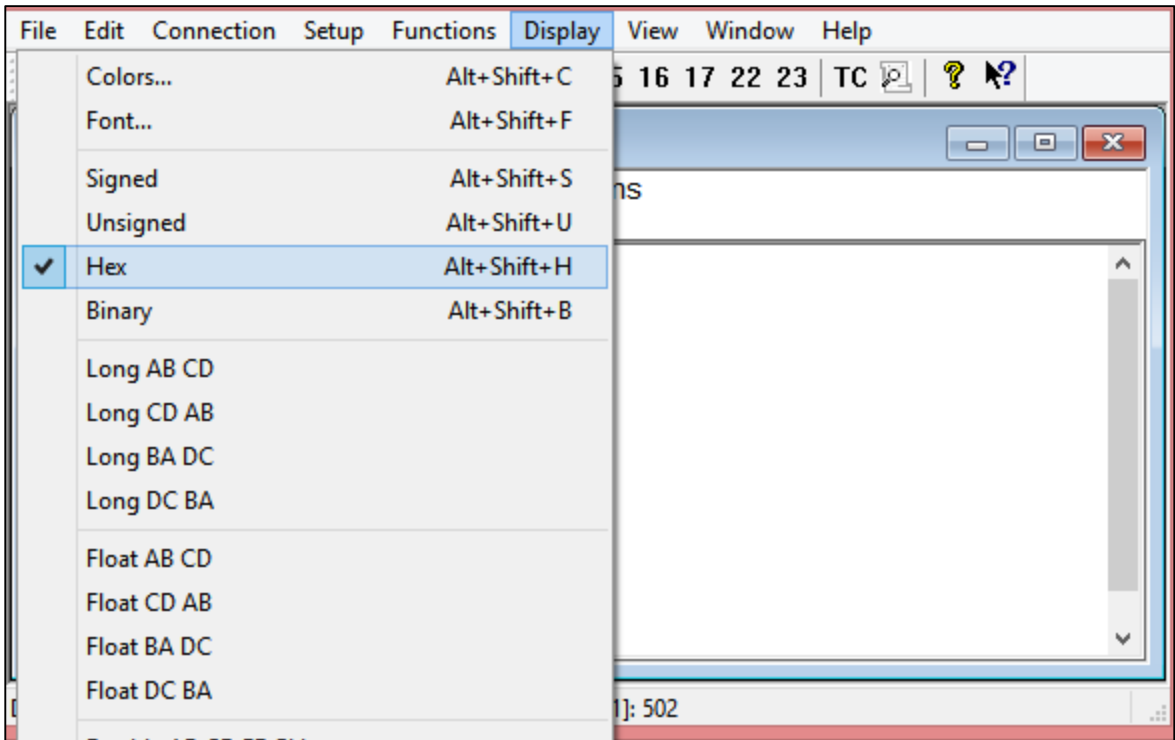 File Edit Connection Setup Functions Display View Window Help
16 17 22 23 TC
Colors... Alt+Shift+C
Font... Alt+Shift+F
Signed Alt+Shift+S
Unsigned Alt+Shift+U
Hex Alt+Shift+H
Binary Alt+Shift+B
Long AB CD
Long CD AB
Long BA DC
Long DC BA
Float AB CD
Float CD AB
Float BA DC
Float DC BA
]: 502